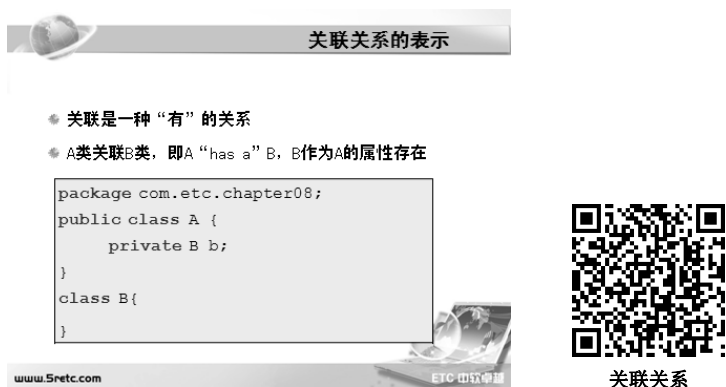 关联关系的表示
关联是一种“有”的关系
A类关联B类，即A“has a”B，B作为A的属性存在
package com.etc.chapter08;
public class A {
private B b;
}
class B{
}
www.5retc.com
ETC 中软卓越
关联关系